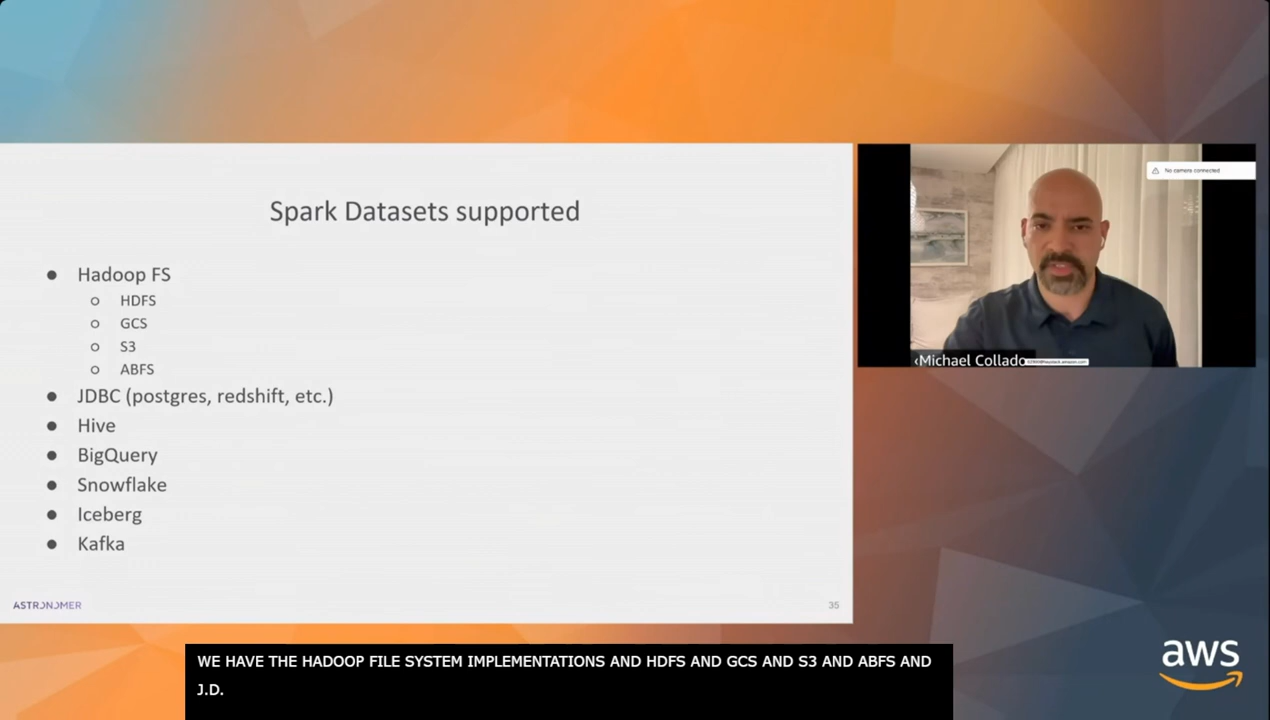 Spark Datasets supported
● Hadoop FS
○ HDFS
○ GCS
○ S3
○ ABFS
● JDBC (postgres, redshift, etc.)
● Hive
● BigQuery
● Snowflake
● Iceberg
● Kafka
ASTRONOMER
35
No camera connected
Michael Collado
WE HAVE THE HADOOP FILE SYSTEM IMPLEMENTATIONS AND HDFS AND GCS AND S3 AND ABFS AND
J.D.
aws